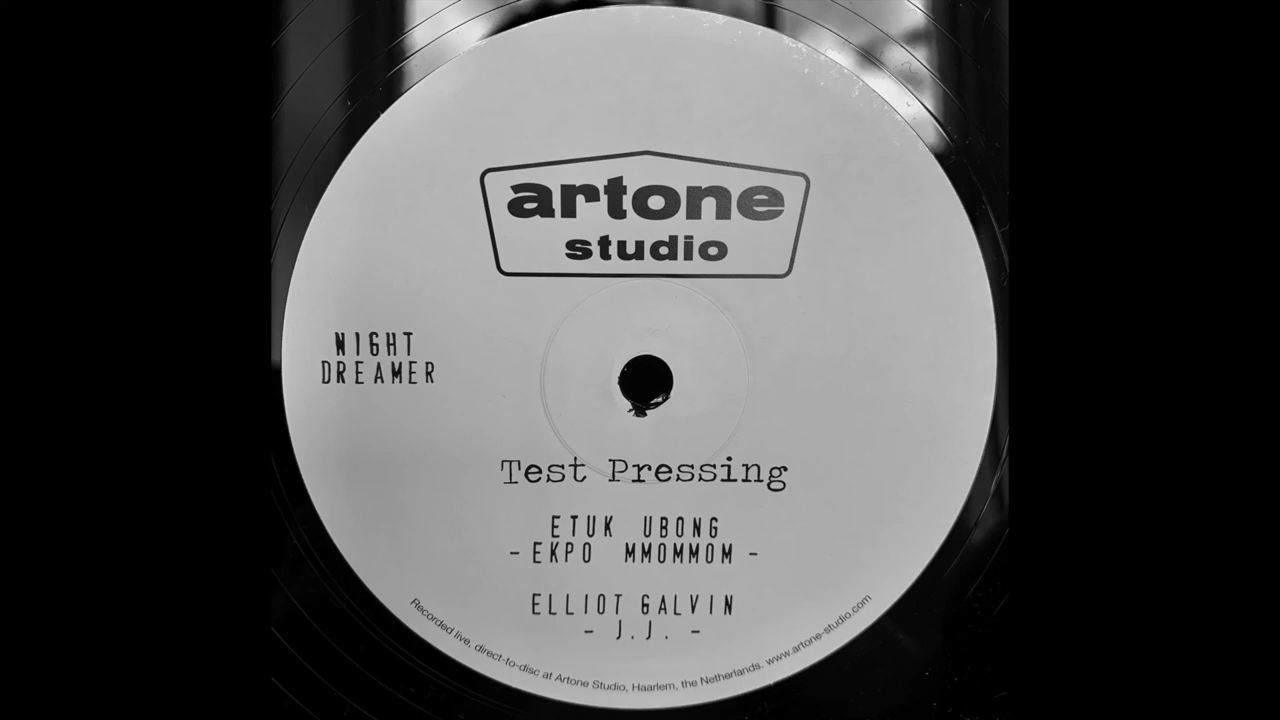 artone
studio
NIGHT
DREAMER
Test Pressing
ETUK UBONG
- EKPO MMOMMOM -
ELLIOT GALVIN
- J.J. -
Recorded live, direct-to-disc at Artone Studio, Haarlem, the Netherlands. www.artone-studio.com